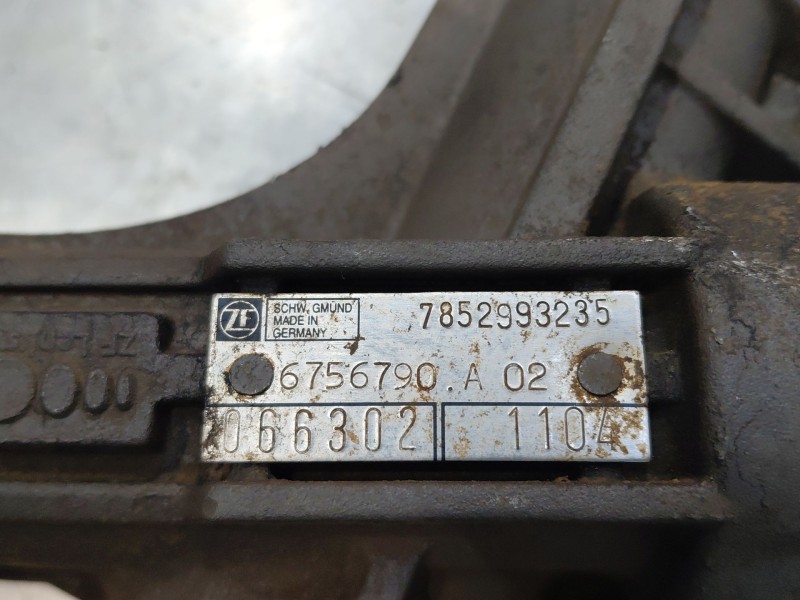 ZF SCHW. GMÜND
MADE IN
GERMANY
7852993235
6756790.A 02
066302 1104